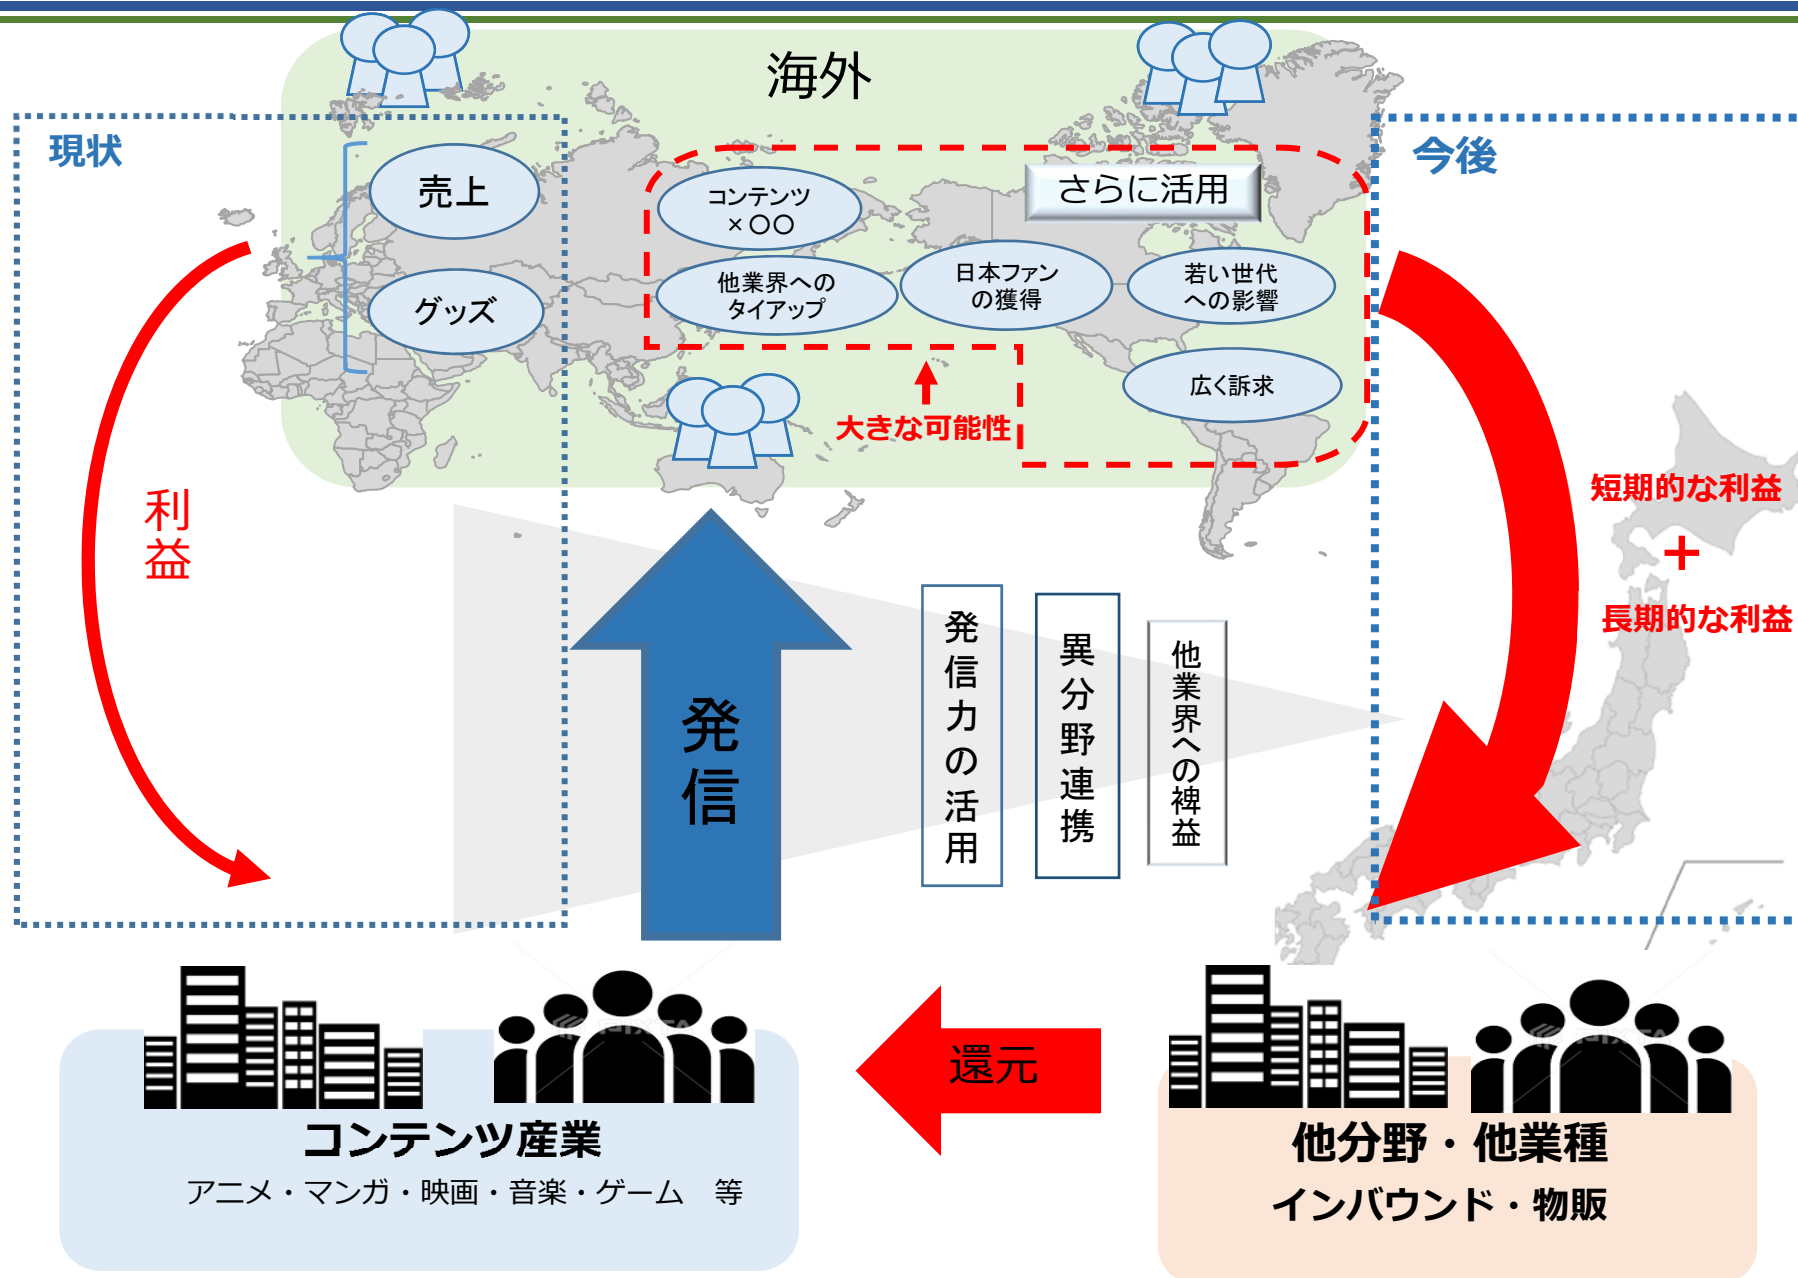 海外
現状
今後
売上
グッズ
コンテンツ
×〇〇
さらに活用
他業界への
タイアップ
日本ファン
の獲得
若い世代
への影響
広く訴求
大きな可能性
利益
短期的な利益
＋
長期的な利益
発信
発信力の活用
異分野連携
他業界への裨益
還元
コンテンツ産業
アニメ・マンガ・映画・音楽・ゲーム　等
他分野・他業種
インバウンド・物販